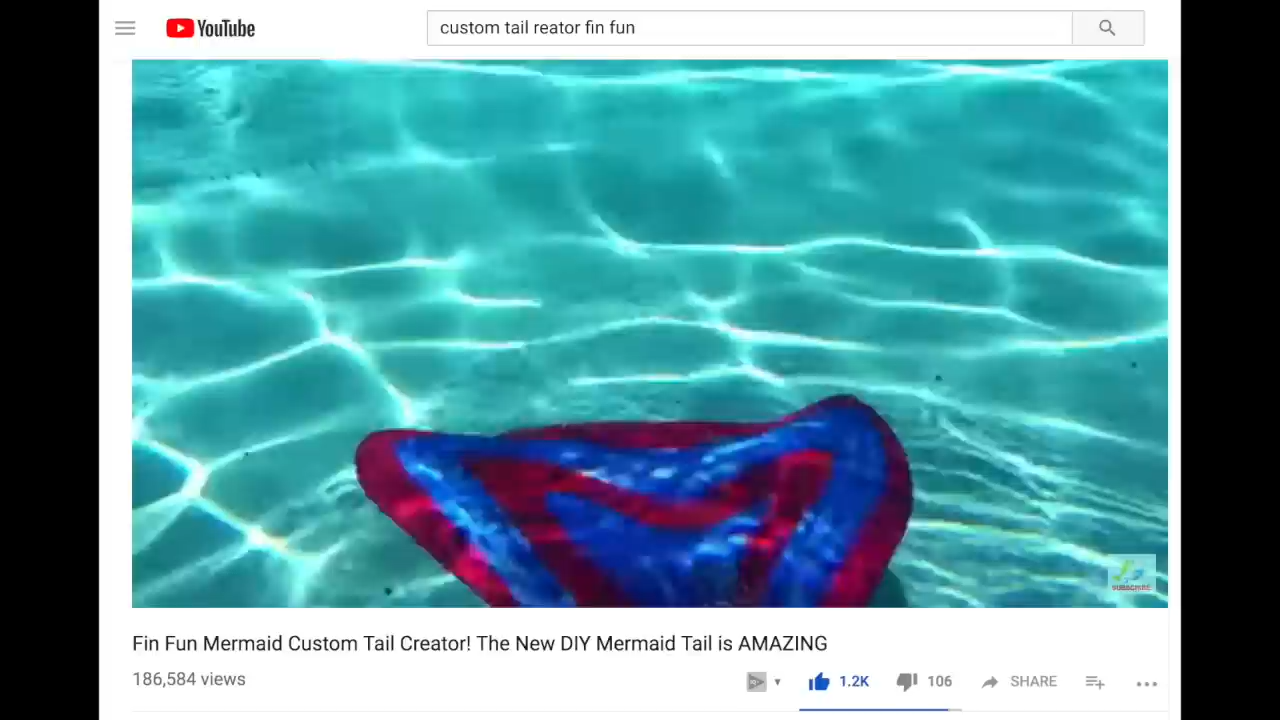 YouTube
custom tail reator fin fun
SUBSCRIBE
Fin Fun Mermaid Custom Tail Creator! The New DIY Mermaid Tail is AMAZING
186,584 views
1.2K
106
SHARE